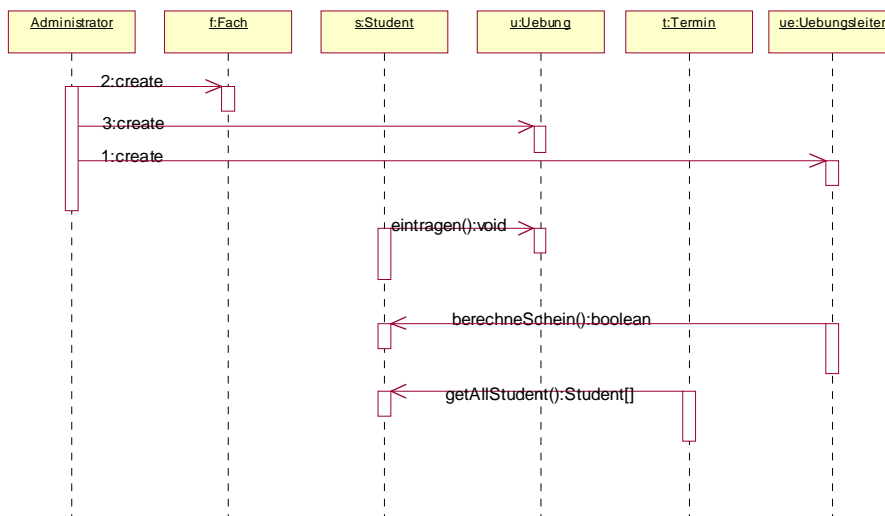 Administrator
f:Fach
s:Student
u:Uebung
t:Termin
ue:Uebungsleiter
2:create
3:create
1:create
eintragen():void
berechneSchein():boolean
getAllStudent():Student[]